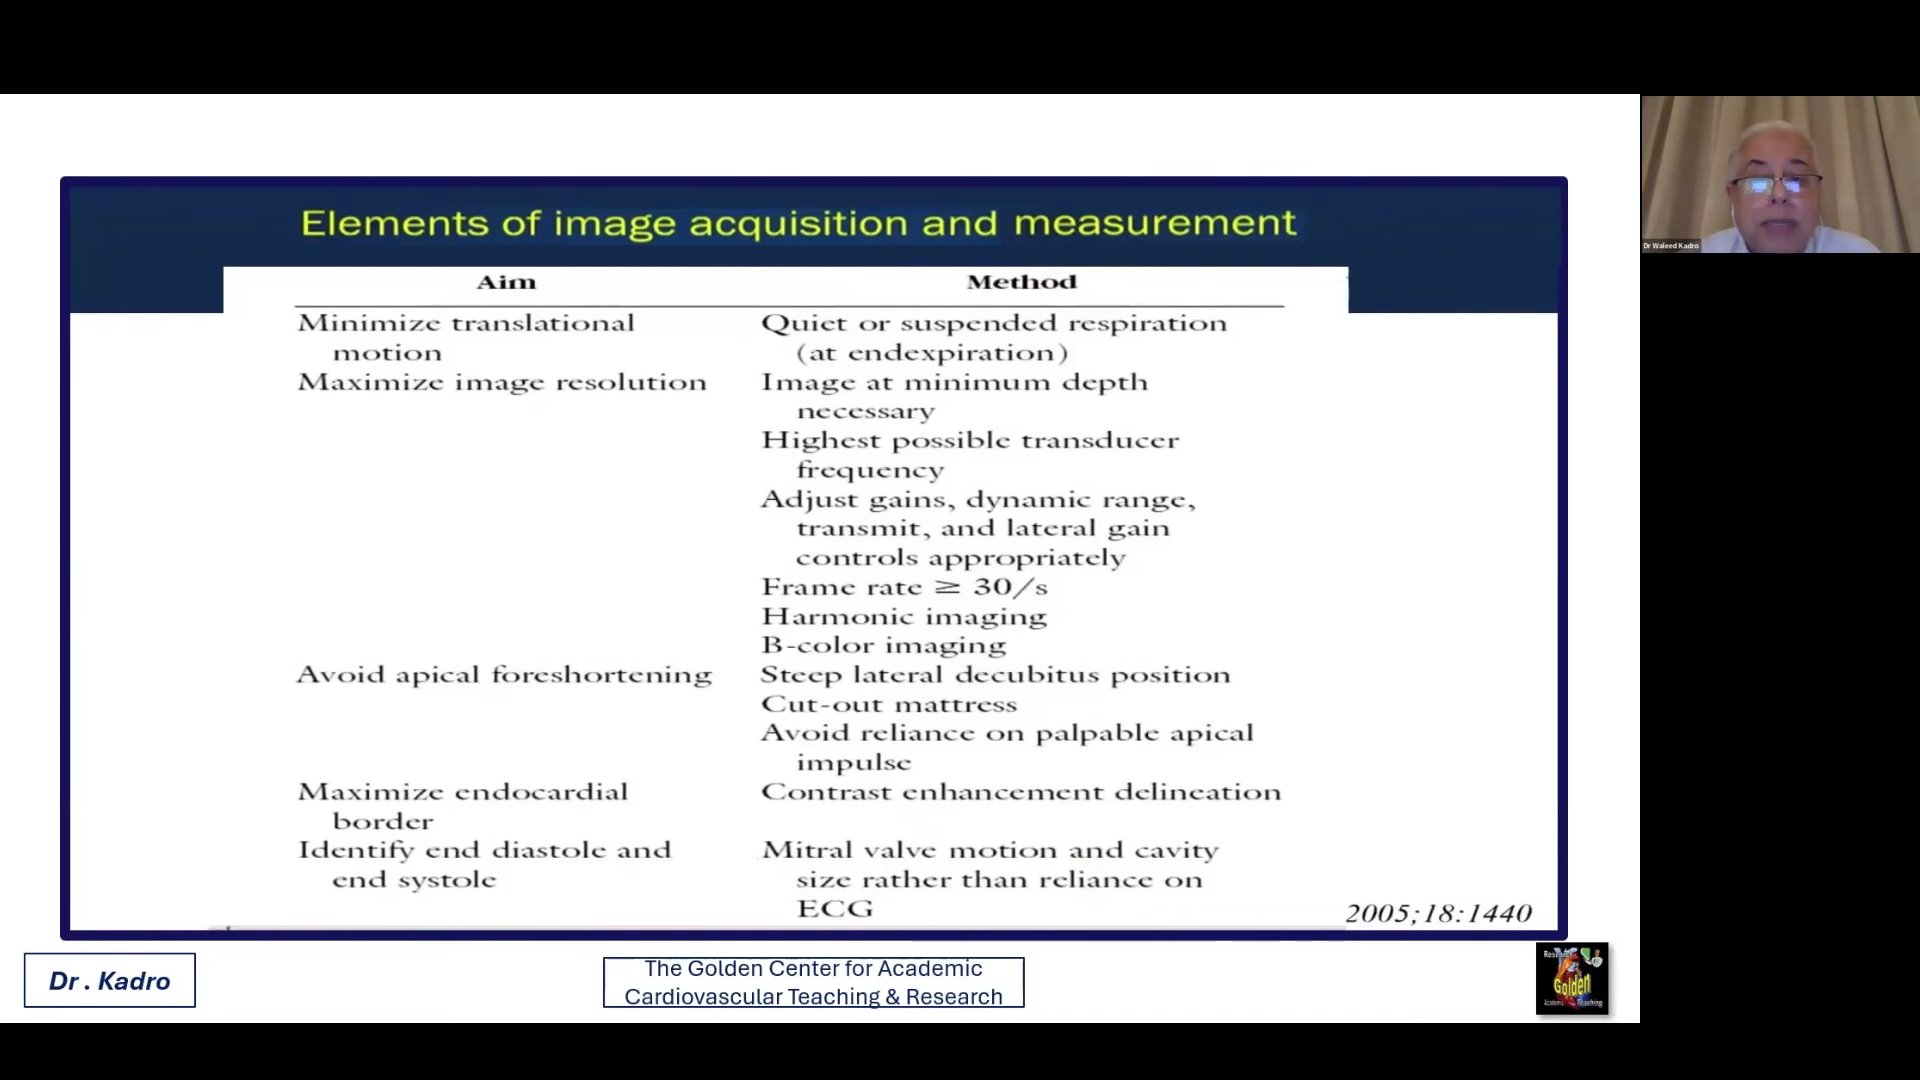 Elements of image acquisition and measurement
Aim Method
Minimize translational Quiet or suspended respiration
motion (at endexpiration)
Maximize image resolution Image at minimum depth
necessary
Highest possible transducer
frequency
Adjust gains, dynamic range,
transmit, and lateral gain
controls appropriately
Frame rate ≥ 30/s
Harmonic imaging
B-color imaging
Avoid apical foreshortening Steep lateral decubitus position
Cut-out mattress
Avoid reliance on palpable apical
impulse
Maximize endocardial Contrast enhancement delineation
border
Identify end diastole and Mitral valve motion and cavity
end systole size rather than reliance on
ECG
2005;18:1440
Dr . Kadro
The Golden Center for Academic
Cardiovascular Teaching & Research
Golden
Academic Teaching
Dr Waleed Kadro